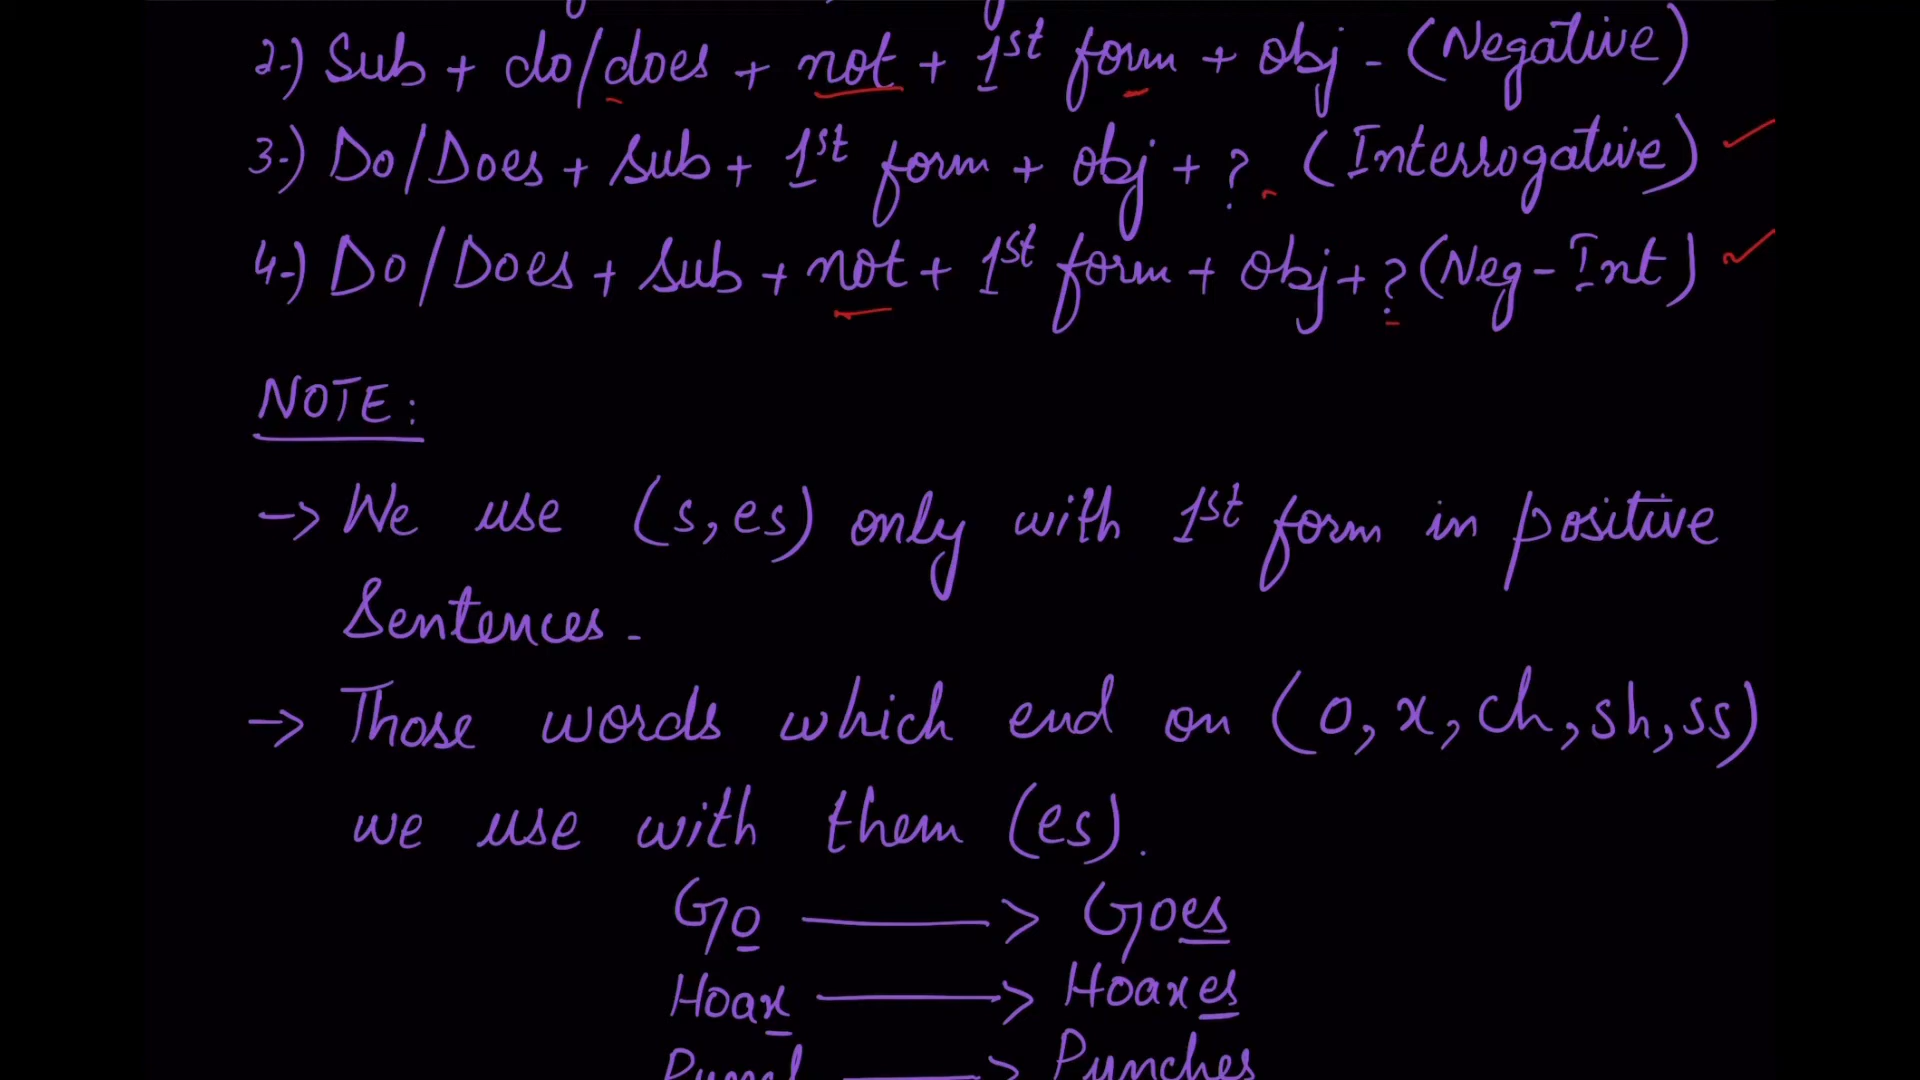 2-) Sub + do/does + not + 1st form + obj - (Negative)
3-) Do/Does + sub + 1st form + obj + ? (Interrogative)
4-) Do/Does + sub + not + 1st form + obj + ? (Neg-Int)
NOTE:
-> We use (s, es) only with 1st form in positive
Sentences.
-> Those words which end on (o, x, ch, sh, ss)
we use with them (es).
Go -> Goes
Hoax -> Hoaxes
-> Punches